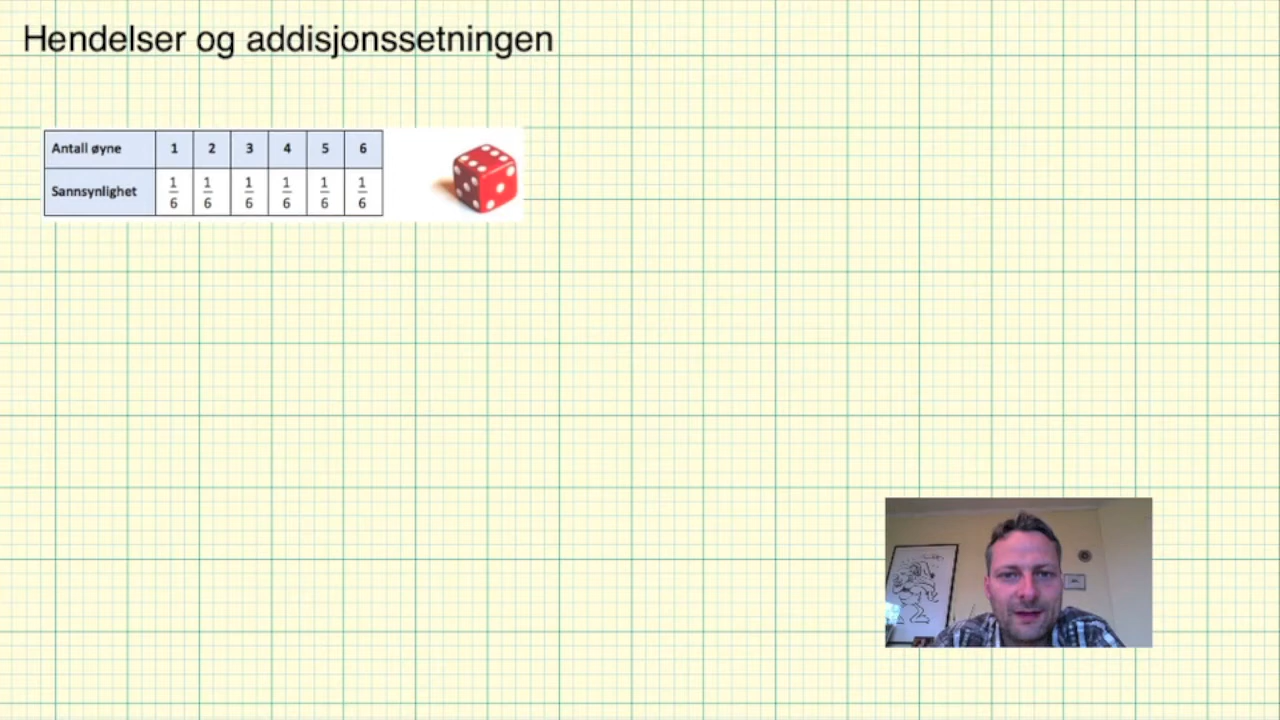 Hendelser og addisjonssetningen
Antall øyne 1 2 3 4 5 6
Sannsynlighet 1/6 1/6 1/6 1/6 1/6 1/6